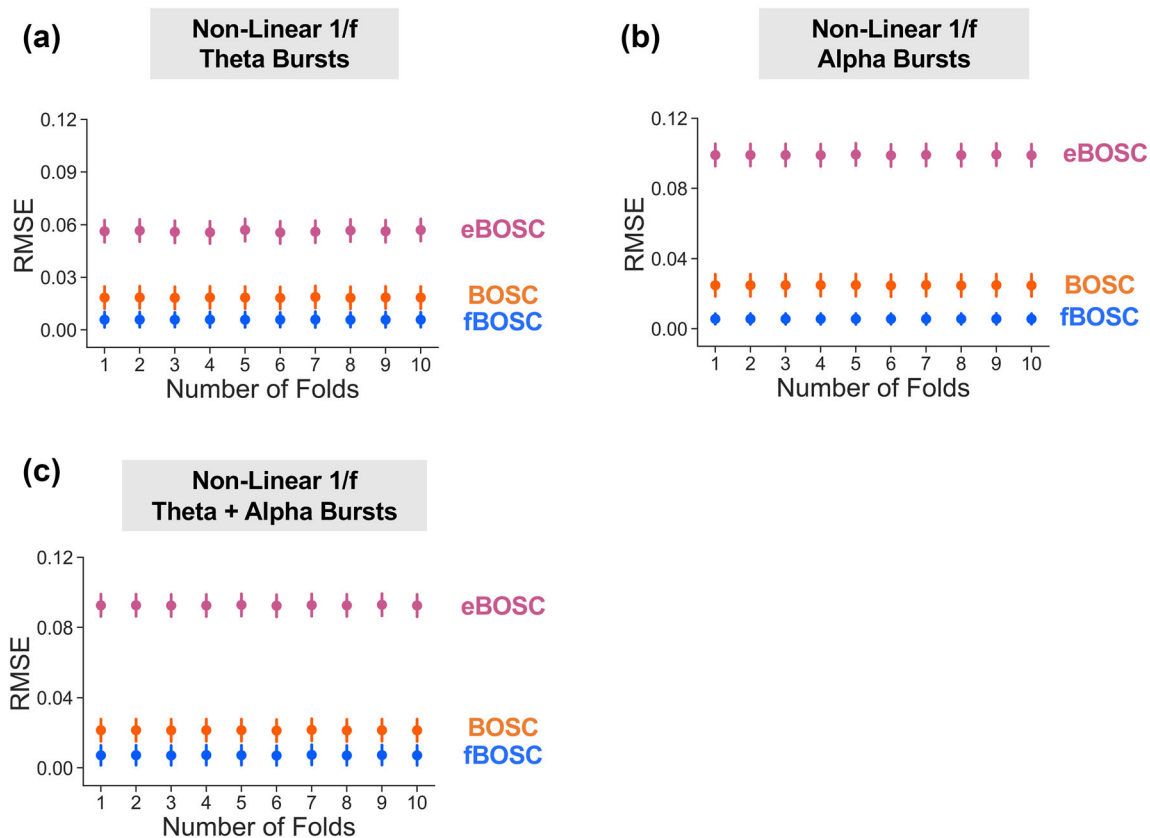 (a)
Non-Linear 1/f
Theta Bursts
RMSE
0.12
0.09
0.06
0.03
0.00
eBOSC
BOSC
fBOSC
1 2 3 4 5 6 7 8 9 10
Number of Folds
(b)
Non-Linear 1/f
Alpha Bursts
RMSE
0.12
0.08
0.04
0.00
eBOSC
BOSC
fBOSC
1 2 3 4 5 6 7 8 9 10
Number of Folds
(c)
Non-Linear 1/f
Theta + Alpha Bursts
RMSE
0.12
0.08
0.04
0.00
eBOSC
BOSC
fBOSC
1 2 3 4 5 6 7 8 9 10
Number of Folds